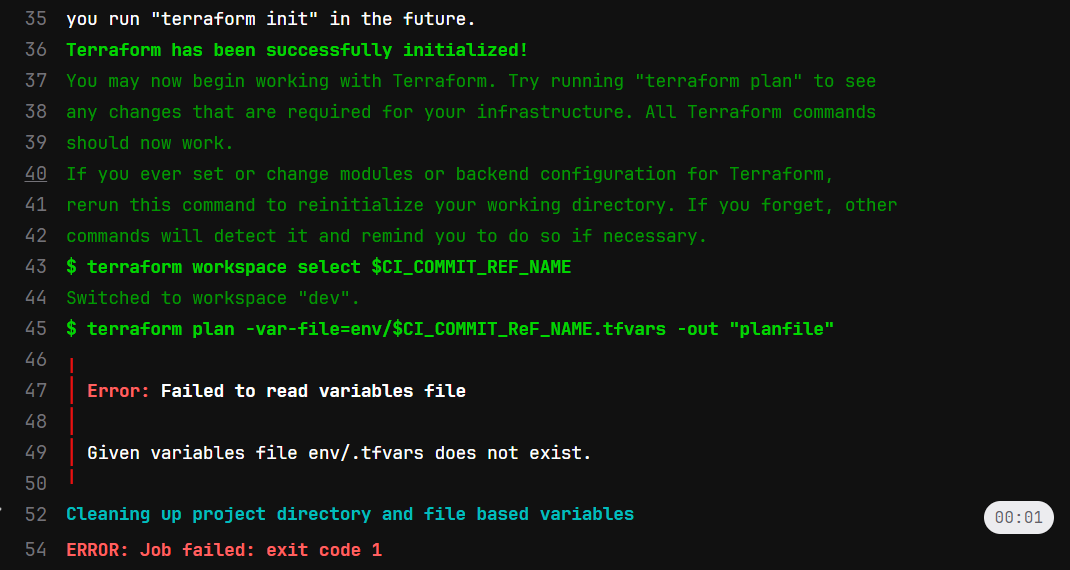 35 you run "terraform init" in the future.
36 Terraform has been successfully initialized!
37 You may now begin working with Terraform. Try running "terraform plan" to see
38 any changes that are required for your infrastructure. All Terraform commands
39 should now work.
40 If you ever set or change modules or backend configuration for Terraform,
41 rerun this command to reinitialize your working directory. If you forget, other
42 commands will detect it and remind you to do so if necessary.
43 $ terraform workspace select $CI_COMMIT_REF_NAME
44 Switched to workspace "dev".
45 $ terraform plan -var-file=env/$CI_COMMIT_ReF_NAME.tfvars -out "planfile"
46 ╷
47 │ Error: Failed to read variables file
48 │
49 │ Given variables file env/.tfvars does not exist.
50 ╵
52 Cleaning up project directory and file based variables 00:01
54 ERROR: Job failed: exit code 1